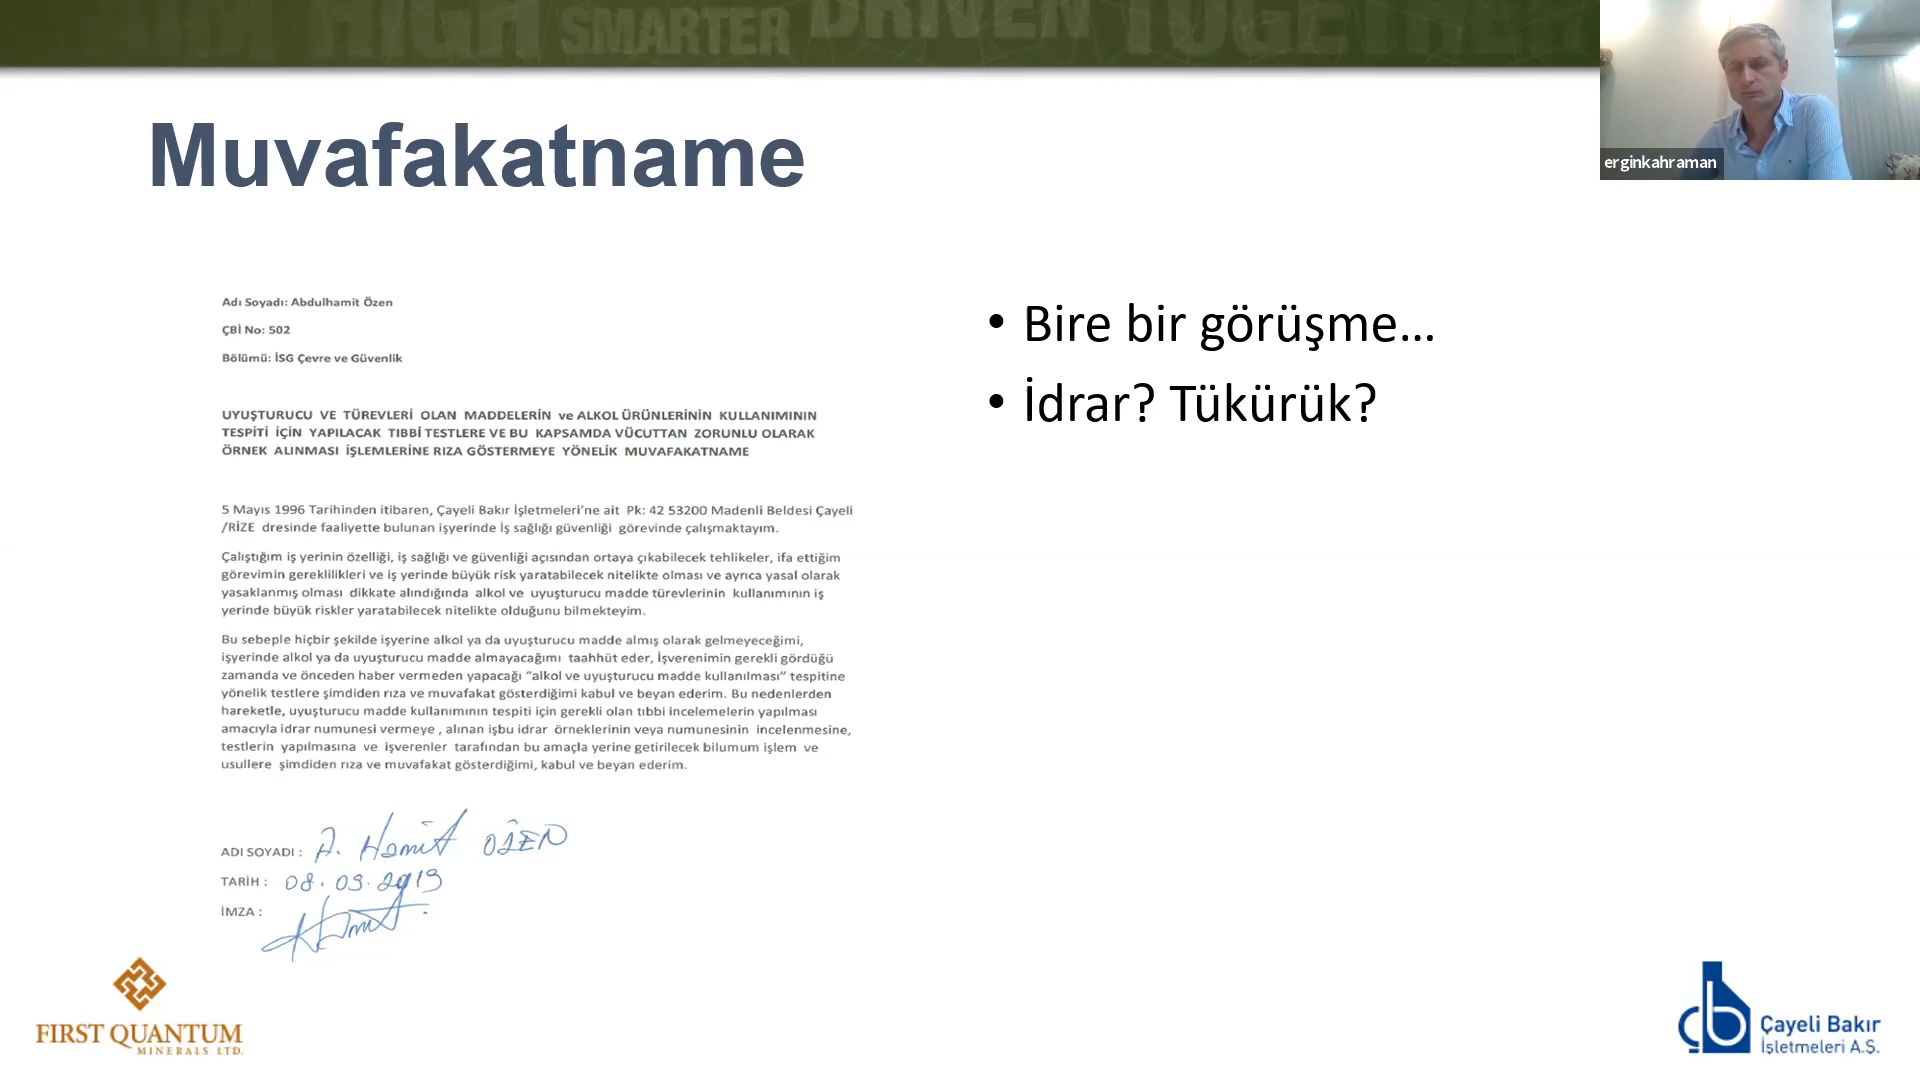 HIGH SMARTER DRIVEN TOGETHER
erginkahraman
Muvafakatname
Adı Soyadı: Abdulhamit Özen
ÇBİ No: 502
Bölümü: İSG Çevre ve Güvenlik
UYUŞTURUCU VE TÜREVLERİ OLAN MADDELERİN ve ALKOL ÜRÜNLERİNİN KULLANIMININ
TESPİTİ İÇİN YAPILACAK TIBBİ TESTLERE VE BU KAPSAMDA VÜCUTTAN ZORUNLU OLARAK
ÖRNEK ALINMASI İŞLEMLERİNE RIZA GÖSTERMEYE YÖNELİK MUVAFAKATNAME
5 Mayıs 1996 Tarihinden itibaren, Çayeli Bakır İşletmeleri'ne ait Pk: 42 53200 Madenli Beldesi Çayeli
/RİZE dresinde faaliyette bulunan işyerinde İş sağlığı güvenliği görevinde çalışmaktayım.
Çalıştığım iş yerinin özelliği, iş sağlığı ve güvenliği açısından ortaya çıkabilecek tehlikeler, ifa ettiğim
görevimin gereklilikleri ve iş yerinde büyük risk yaratabilecek nitelikte olması ve ayrıca yasal olarak
yasaklanmış olması dikkate alındığında alkol ve uyuşturucu madde türevlerinin kullanımının iş
yerinde büyük riskler yaratabilecek nitelikte olduğunu bilmekteyim.
Bu sebeple hiçbir şekilde işyerine alkol ya da uyuşturucu madde almış olarak gelmeyeceğimi,
işyerinde alkol ya da uyuşturucu madde almayacağımı taahhüt eder, İşverenimin gerekli gördüğü
zamanda ve önceden haber vermeden yapacağı “alkol ve uyuşturucu madde kullanılması” tespitine
yönelik testlere şimdiden rıza ve muvafakat gösterdiğimi kabul ve beyan ederim. Bu nedenlerden
hareketle, uyuşturucu madde kullanımının tespiti için gerekli olan tıbbi incelemelerin yapılması
amacıyla idrar numunesi vermeye , alınan işbu idrar örneklerinin veya numunesinin incelenmesine,
testlerin yapılmasına ve işverenler tarafından bu amaçla yerine getirilecek bilumum işlem ve
usullere şimdiden rıza ve muvafakat gösterdiğimi, kabul ve beyan ederim.
ADI SOYADI : A. Hamit ÖZEN
TARİH : 08.03.2013
İMZA :
• Bire bir görüşme...
• İdrar? Tükürük?
FIRST QUANTUM
MINERALS LTD.
çb Çayeli Bakır
İşletmeleri A.Ş.